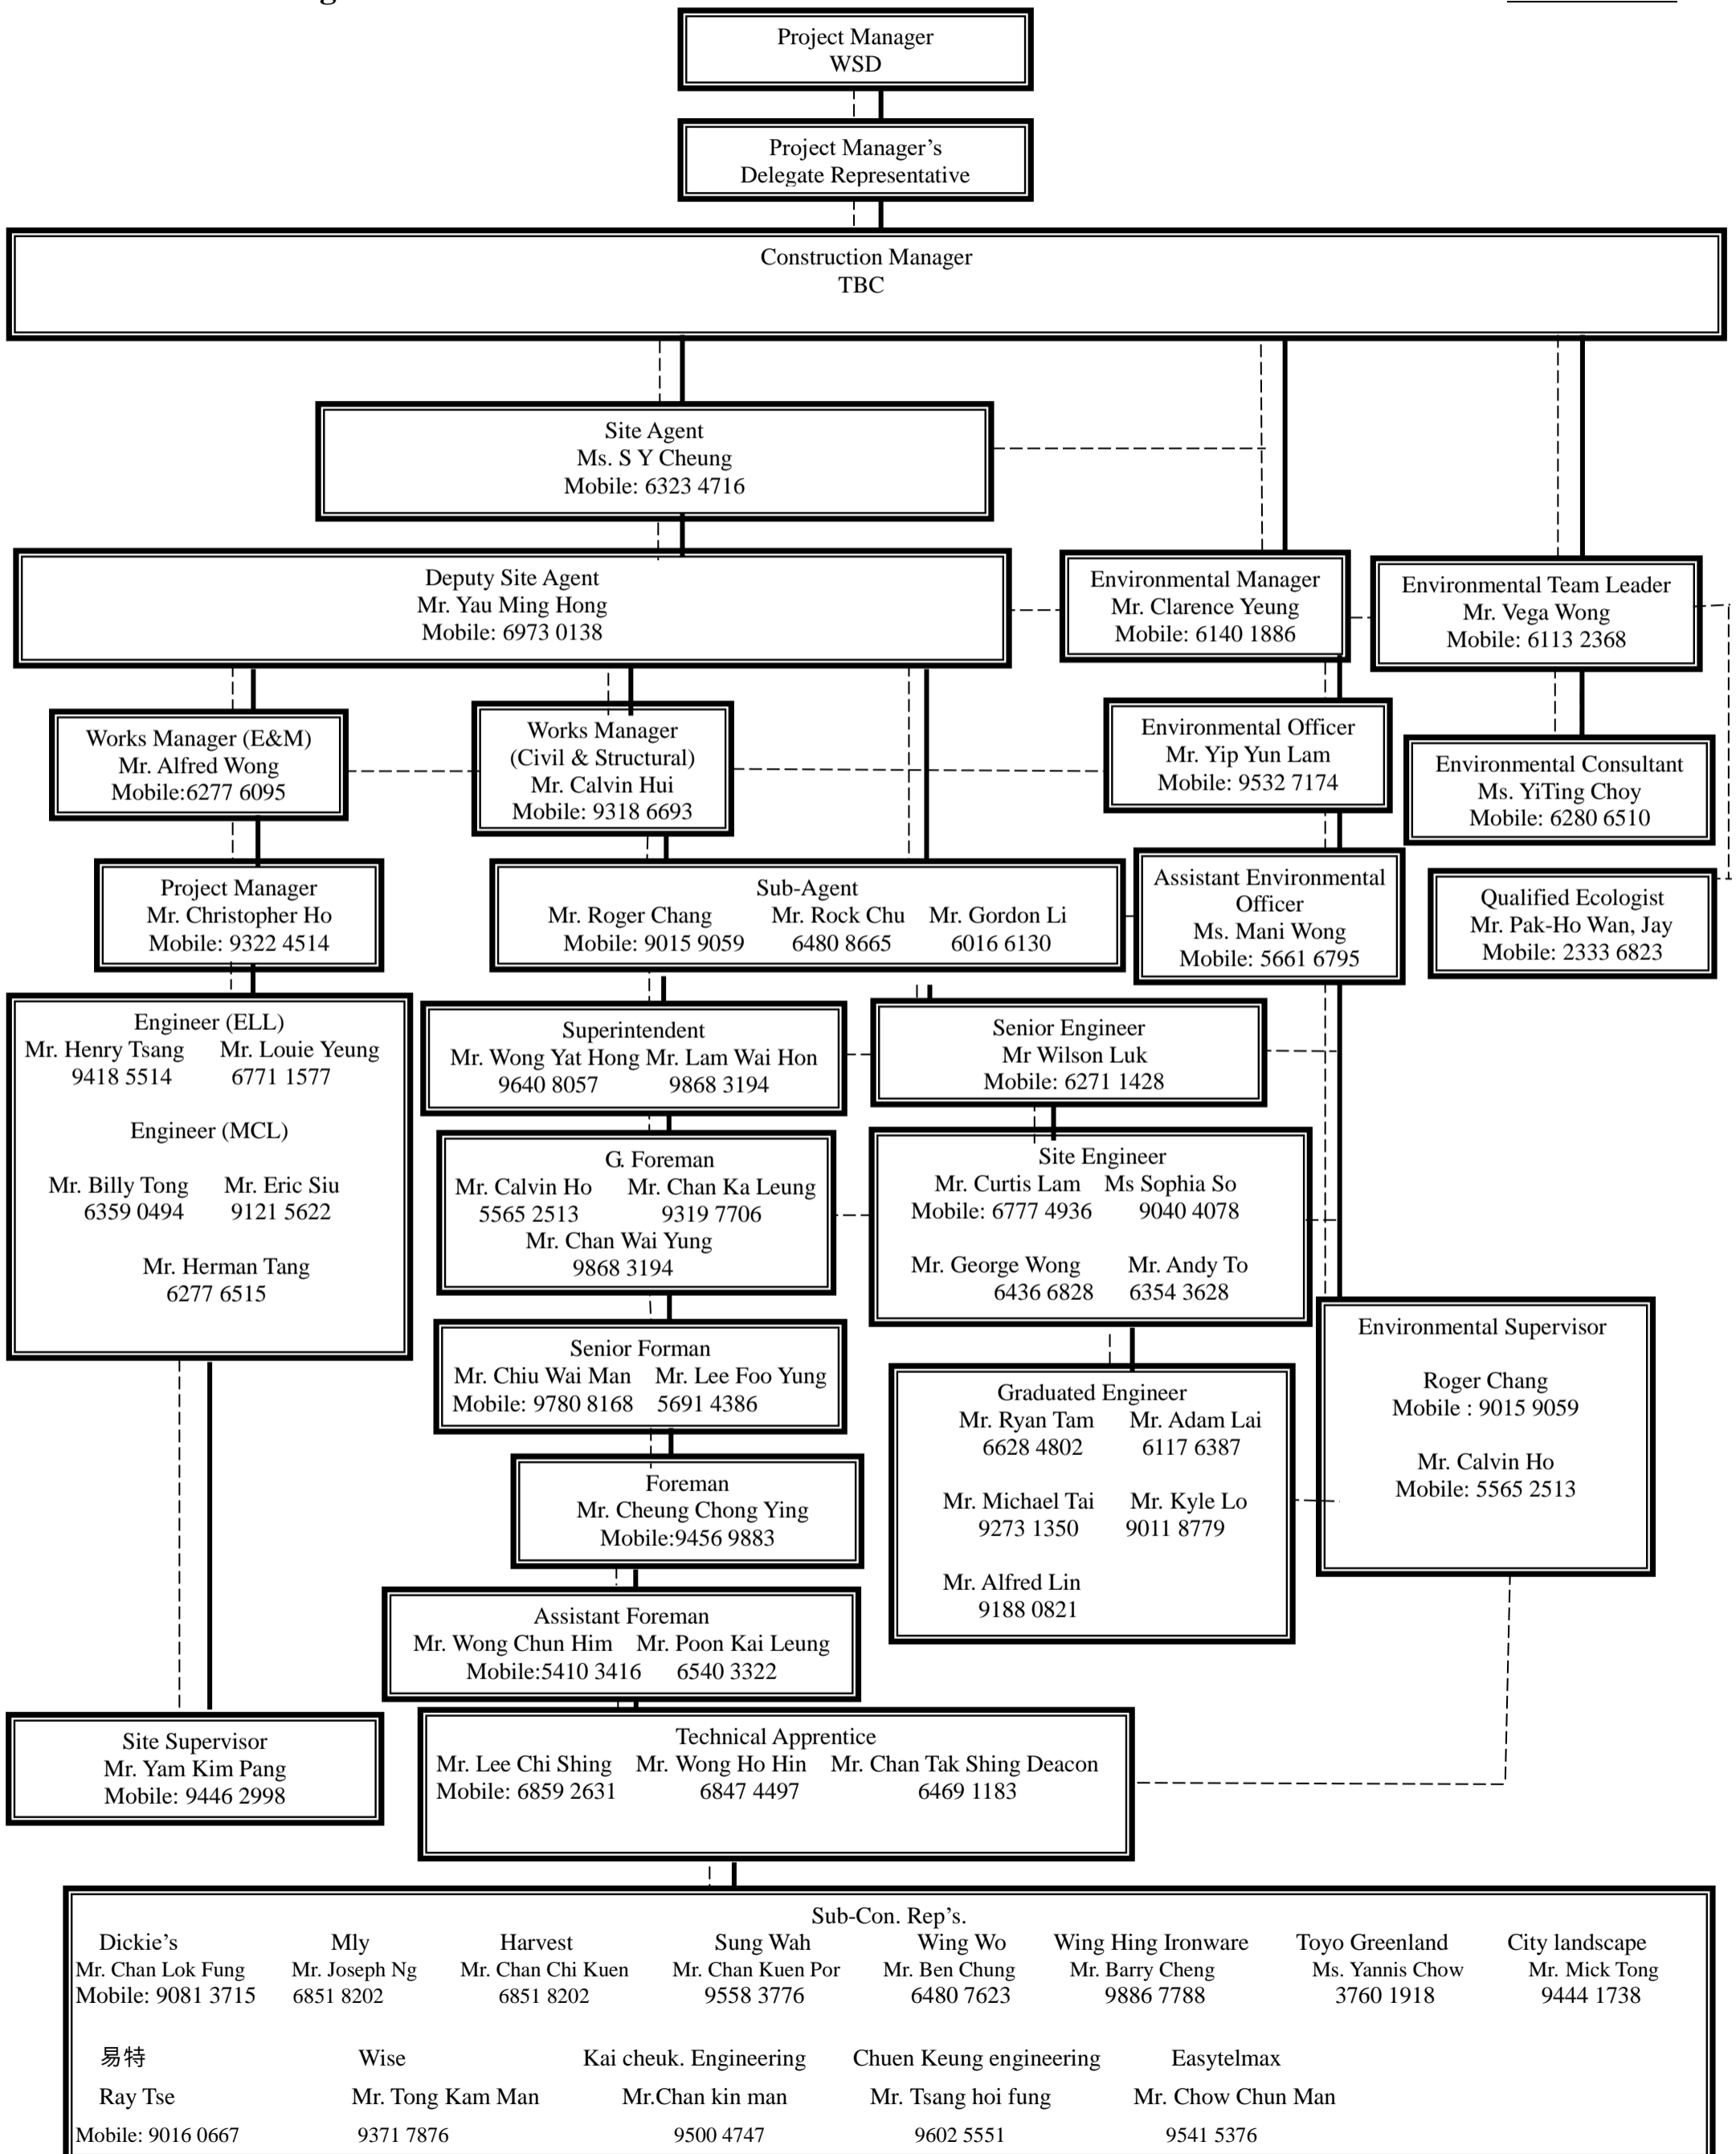 Project Manager
WSD
Project Manager’s
Delegate Representative
Construction Manager
TBC
Site Agent
Ms. S Y Cheung
Mobile: 6323 4716
Deputy Site Agent
Mr. Yau Ming Hong
Mobile: 6973 0138
Environmental Manager
Mr. Clarence Yeung
Mobile: 6140 1886
Environmental Team Leader
Mr. Vega Wong
Mobile: 6113 2368
Works Manager (E&M)
Mr. Alfred Wong
Mobile:6277 6095
Works Manager
(Civil & Structural)
Mr. Calvin Hui
Mobile: 9318 6693
Environmental Officer
Mr. Yip Yun Lam
Mobile: 9532 7174
Environmental Consultant
Ms. YiTing Choy
Mobile: 6280 6510
Project Manager
Mr. Christopher Ho
Mobile: 9322 4514
Sub-Agent
Mr. Roger Chang Mr. Rock Chu Mr. Gordon Li
Mobile: 9015 9059 6480 8665 6016 6130
Assistant Environmental
Officer
Ms. Mani Wong
Mobile: 5661 6795
Qualified Ecologist
Mr. Pak-Ho Wan, Jay
Mobile: 2333 6823
Engineer (ELL)
Mr. Henry Tsang Mr. Louie Yeung
9418 5514 6771 1577
Engineer (MCL)
Mr. Billy Tong Mr. Eric Siu
6359 0494 9121 5622
Mr. Herman Tang
6277 6515
Superintendent
Mr. Wong Yat Hong Mr. Lam Wai Hon
9640 8057 9868 3194
Senior Engineer
Mr Wilson Luk
Mobile: 6271 1428
G. Foreman
Mr. Calvin Ho Mr. Chan Ka Leung
5565 2513 9319 7706
Mr. Chan Wai Yung
9868 3194
Site Engineer
Mr. Curtis Lam Ms Sophia So
Mobile: 6777 4936 9040 4078
Mr. George Wong Mr. Andy To
6436 6828 6354 3628
Senior Forman
Mr. Chiu Wai Man Mr. Lee Foo Yung
Mobile: 9780 8168 5691 4386
Environmental Supervisor
Roger Chang
Mobile : 9015 9059
Mr. Calvin Ho
Mobile: 5565 2513
Graduated Engineer
Mr. Ryan Tam Mr. Adam Lai
6628 4802 6117 6387
Mr. Michael Tai Mr. Kyle Lo
9273 1350 9011 8779
Mr. Alfred Lin
9188 0821
Foreman
Mr. Cheung Chong Ying
Mobile:9456 9883
Assistant Foreman
Mr. Wong Chun Him Mr. Poon Kai Leung
Mobile:5410 3416 6540 3322
Site Supervisor
Mr. Yam Kim Pang
Mobile: 9446 2998
Technical Apprentice
Mr. Lee Chi Shing Mr. Wong Ho Hin Mr. Chan Tak Shing Deacon
Mobile: 6859 2631 6847 4497 6469 1183
Sub-Con. Rep’s.
Dickie’s Mly Harvest Sung Wah Wing Wo Wing Hing Ironware Toyo Greenland City landscape
Mr. Chan Lok Fung Mr. Joseph Ng Mr. Chan Chi Kuen Mr. Chan Kuen Por Mr. Ben Chung Mr. Barry Cheng Ms. Yannis Chow Mr. Mick Tong
Mobile: 9081 3715 6851 8202 6851 8202 9558 3776 6480 7623 9886 7788 3760 1918 9444 1738
易特 Wise Kai cheuk. Engineering Chuen Keung engineering Easytelmax
Ray Tse Mr. Tong Kam Man Mr.Chan kin man Mr. Tsang hoi fung Mr. Chow Chun Man
Mobile: 9016 0667 9371 7876 9500 4747 9602 5551 9541 5376